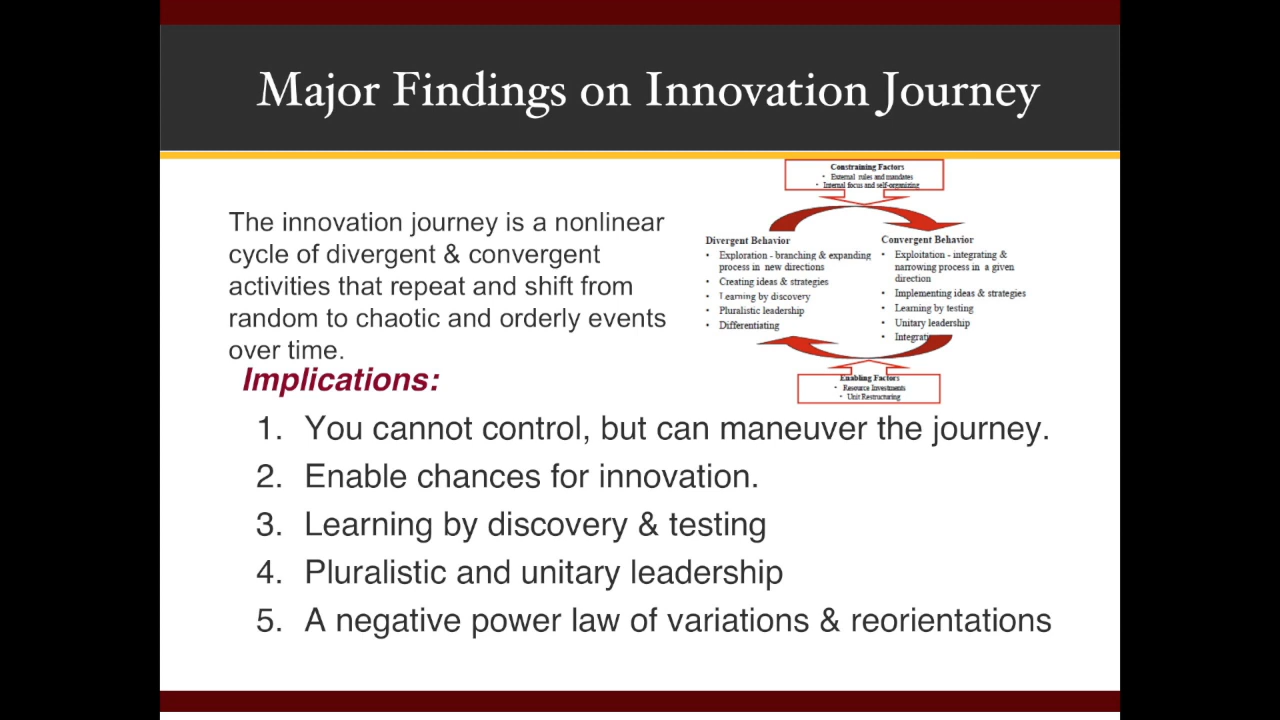 Major Findings on Innovation Journey
The innovation journey is a nonlinear
cycle of divergent & convergent
activities that repeat and shift from
random to chaotic and orderly events
over time.
Constraining Factors
• External rules and mandates
• Internal focus and self-organizing
Divergent Behavior
• Exploration - branching & expanding
process in new directions
• Creating ideas & strategies
• Learning by discovery
• Pluralistic leadership
• Differentiating
Convergent Behavior
• Exploitation - integrating &
narrowing process in a given
direction
• Implementing ideas & strategies
• Learning by testing
• Unitary leadership
•
Enabling Factors
• Resource Investments
• Unit Restructuring
Implications:
1. You cannot control, but can maneuver the journey.
2. Enable chances for innovation.
3. Learning by discovery & testing
4. Pluralistic and unitary leadership
5. A negative power law of variations & reorientations